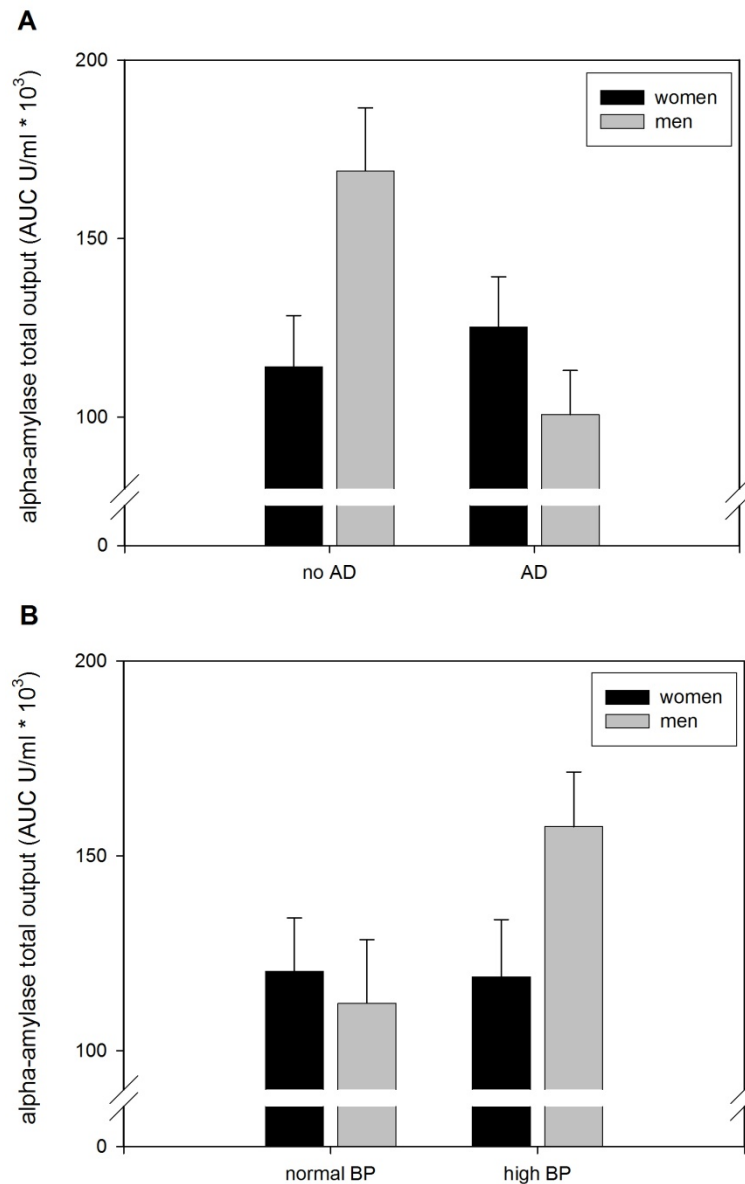 A
alpha-amylase total output (AUC U/ml * 10³)
200
150
100
0
women
men
no AD
AD
B
alpha-amylase total output (AUC U/ml * 10³)
200
150
100
0
women
men
normal BP
high BP